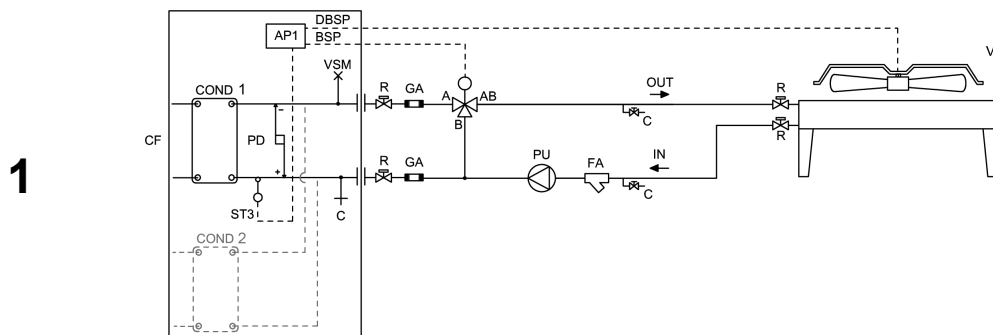 DBSP
AP1
BSP
V
VSM
COND 1
R
GA
A
AB
OUT
R
B
C
CF
PD
-
+
1
R
GA
PU
FA
IN
R
C
ST3
C
COND 2